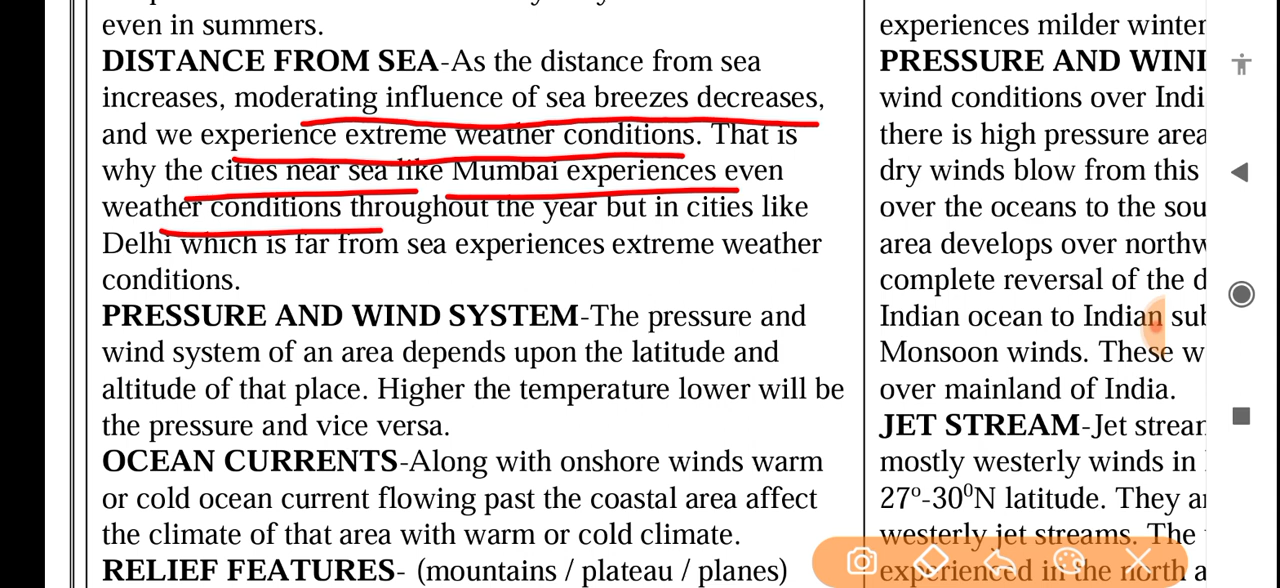 even in summers.
DISTANCE FROM SEA-As the distance from sea
increases, moderating influence of sea breezes decreases,
and we experience extreme weather conditions. That is
why the cities near sea like Mumbai experiences even
weather conditions throughout the year but in cities like
Delhi which is far from sea experiences extreme weather
conditions.
PRESSURE AND WIND SYSTEM-The pressure and
wind system of an area depends upon the latitude and
altitude of that place. Higher the temperature lower will be
the pressure and vice versa.
OCEAN CURRENTS-Along with onshore winds warm
or cold ocean current flowing past the coastal area affect
the climate of that area with warm or cold climate.
RELIEF FEATURES- (mountains / plateau / planes)
experiences milder winter
PRESSURE AND WIN
wind conditions over Indi
there is high pressure area
dry winds blow from this
over the oceans to the sou
area develops over northw
complete reversal of the d
Indian ocean to Indian sub
Monsoon winds. These w
over mainland of India.
JET STREAM-Jet strear
mostly westerly winds in
27º-30⁰N latitude. They ar
westerly jet streams. The
experienced in the north a